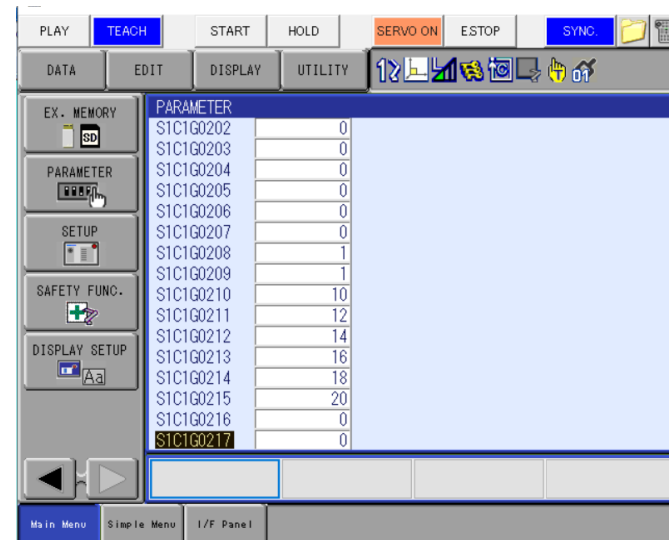 PLAY TEACH START HOLD SERVO ON E.STOP SYNC.
DATA EDIT DISPLAY UTILITY
EX. MEMORY
SD
PARAMETER
SETUP
SAFETY FUNC.
DISPLAY SETUP
Aa
PARAMETER
S1C1G0202 0
S1C1G0203 0
S1C1G0204 0
S1C1G0205 0
S1C1G0206 0
S1C1G0207 0
S1C1G0208 1
S1C1G0209 1
S1C1G0210 10
S1C1G0211 12
S1C1G0212 14
S1C1G0213 16
S1C1G0214 18
S1C1G0215 20
S1C1G0216 0
S1C1G0217 0
Main Menu Simple Menu I/F Panel